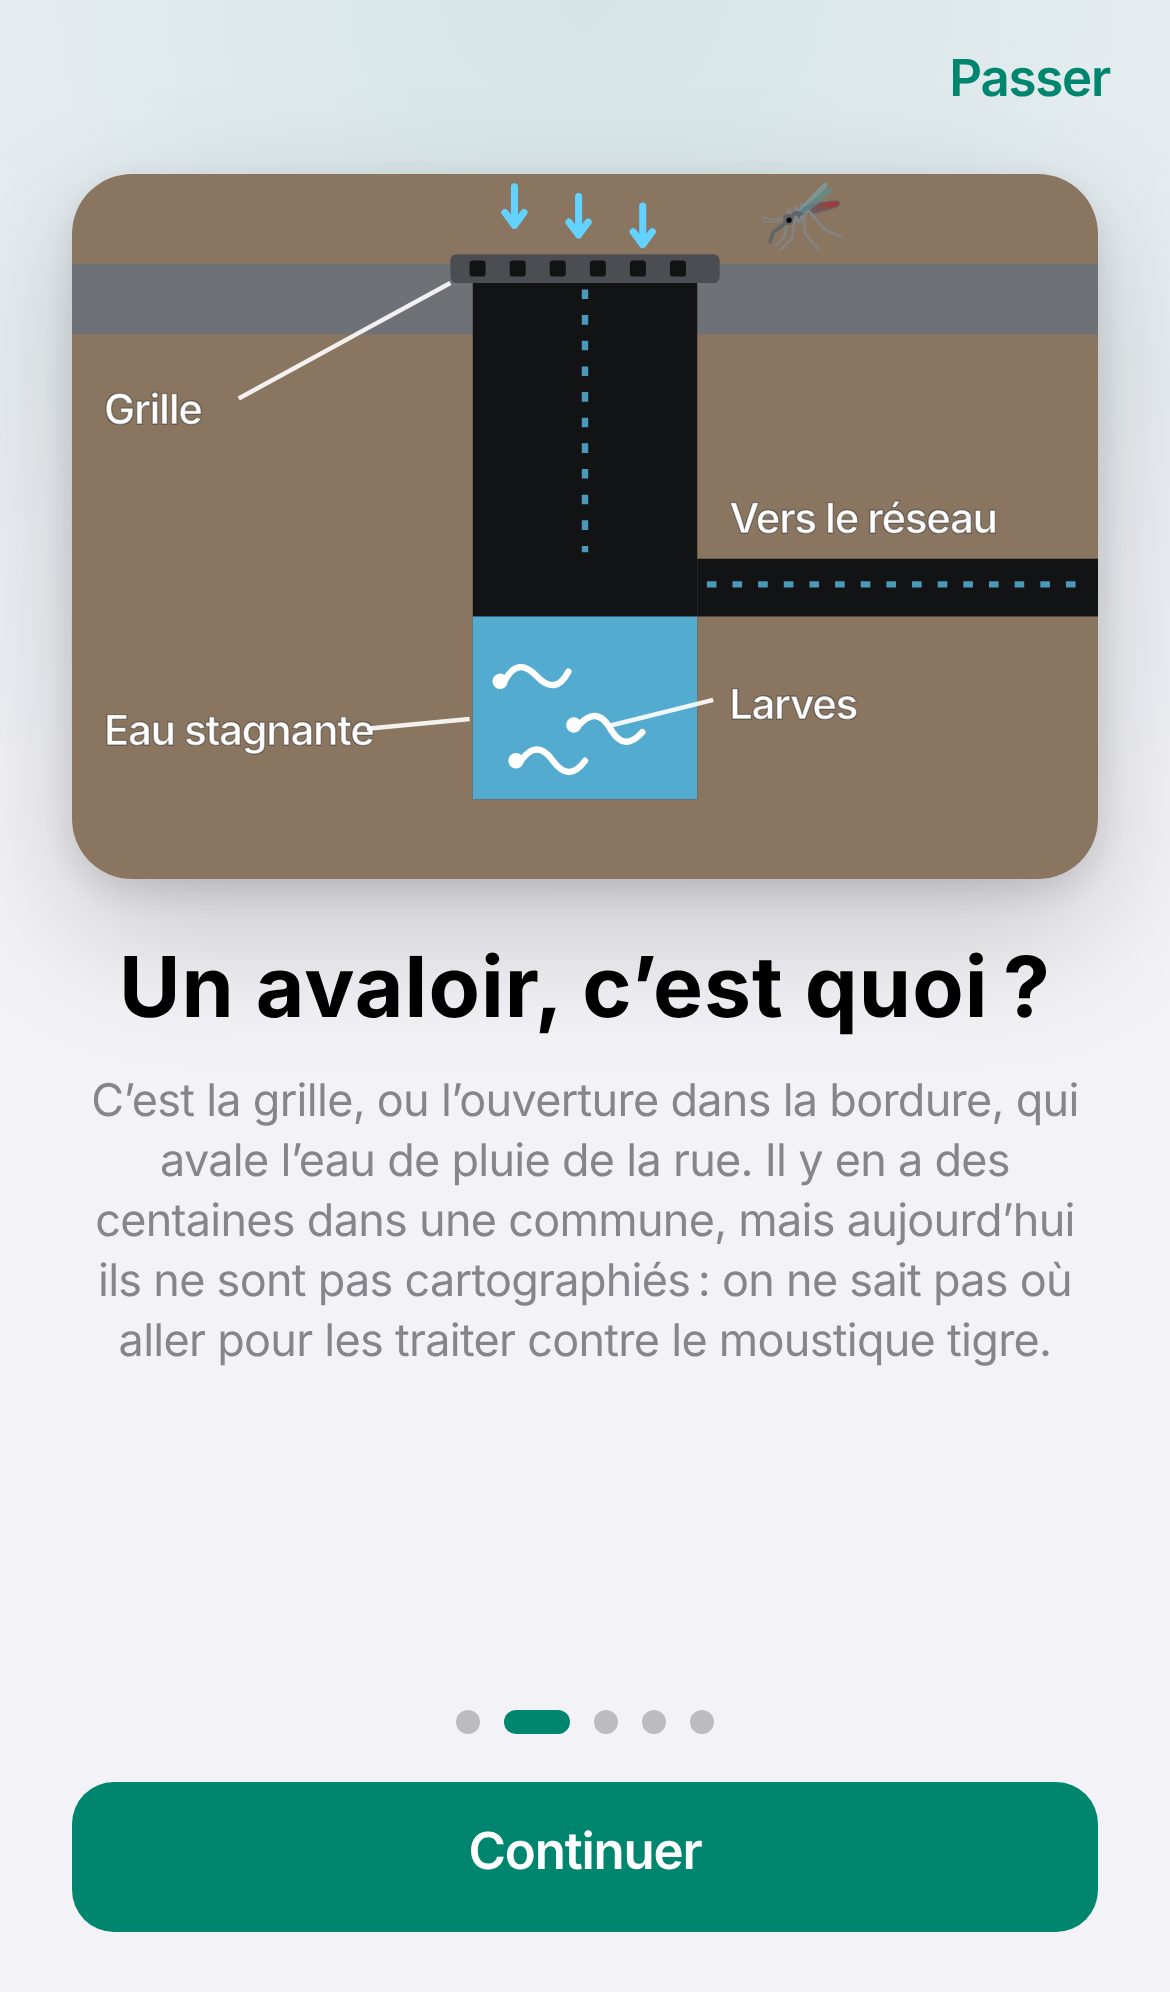 Passer
Grille
Vers le réseau
Larves
Eau stagnante
Un avaloir, c’est quoi ?
C’est la grille, ou l’ouverture dans la bordure, qui
avale l’eau de pluie de la rue. Il y en a des
centaines dans une commune, mais aujourd’hui
ils ne sont pas cartographiés : on ne sait pas où
aller pour les traiter contre le moustique tigre.
Continuer